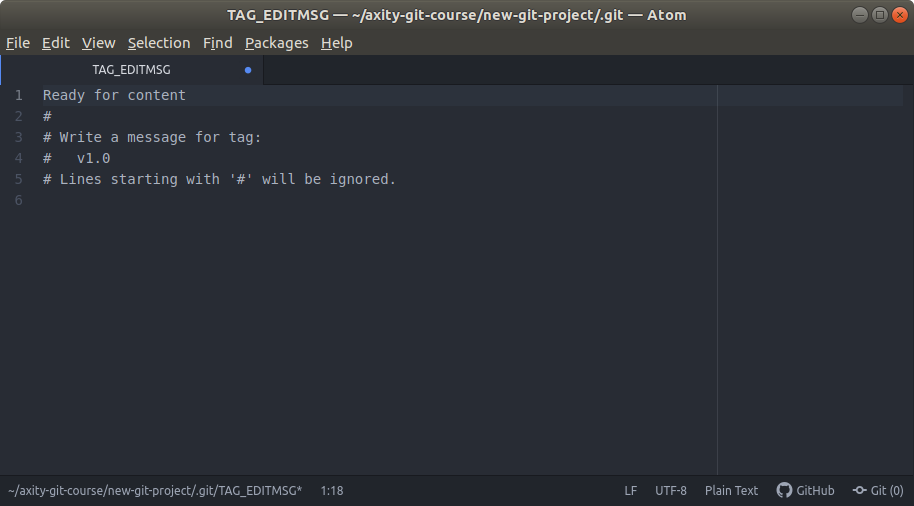 TAG_EDITMSG — ~/axity-git-course/new-git-project/.git — Atom
File Edit View Selection Find Packages Help
TAG_EDITMSG
1 Ready for content
2 #
3 # Write a message for tag:
4 #   v1.0
5 # Lines starting with '#' will be ignored.
6
~/axity-git-course/new-git-project/.git/TAG_EDITMSG* 1:18 LF UTF-8 Plain Text GitHub Git (0)